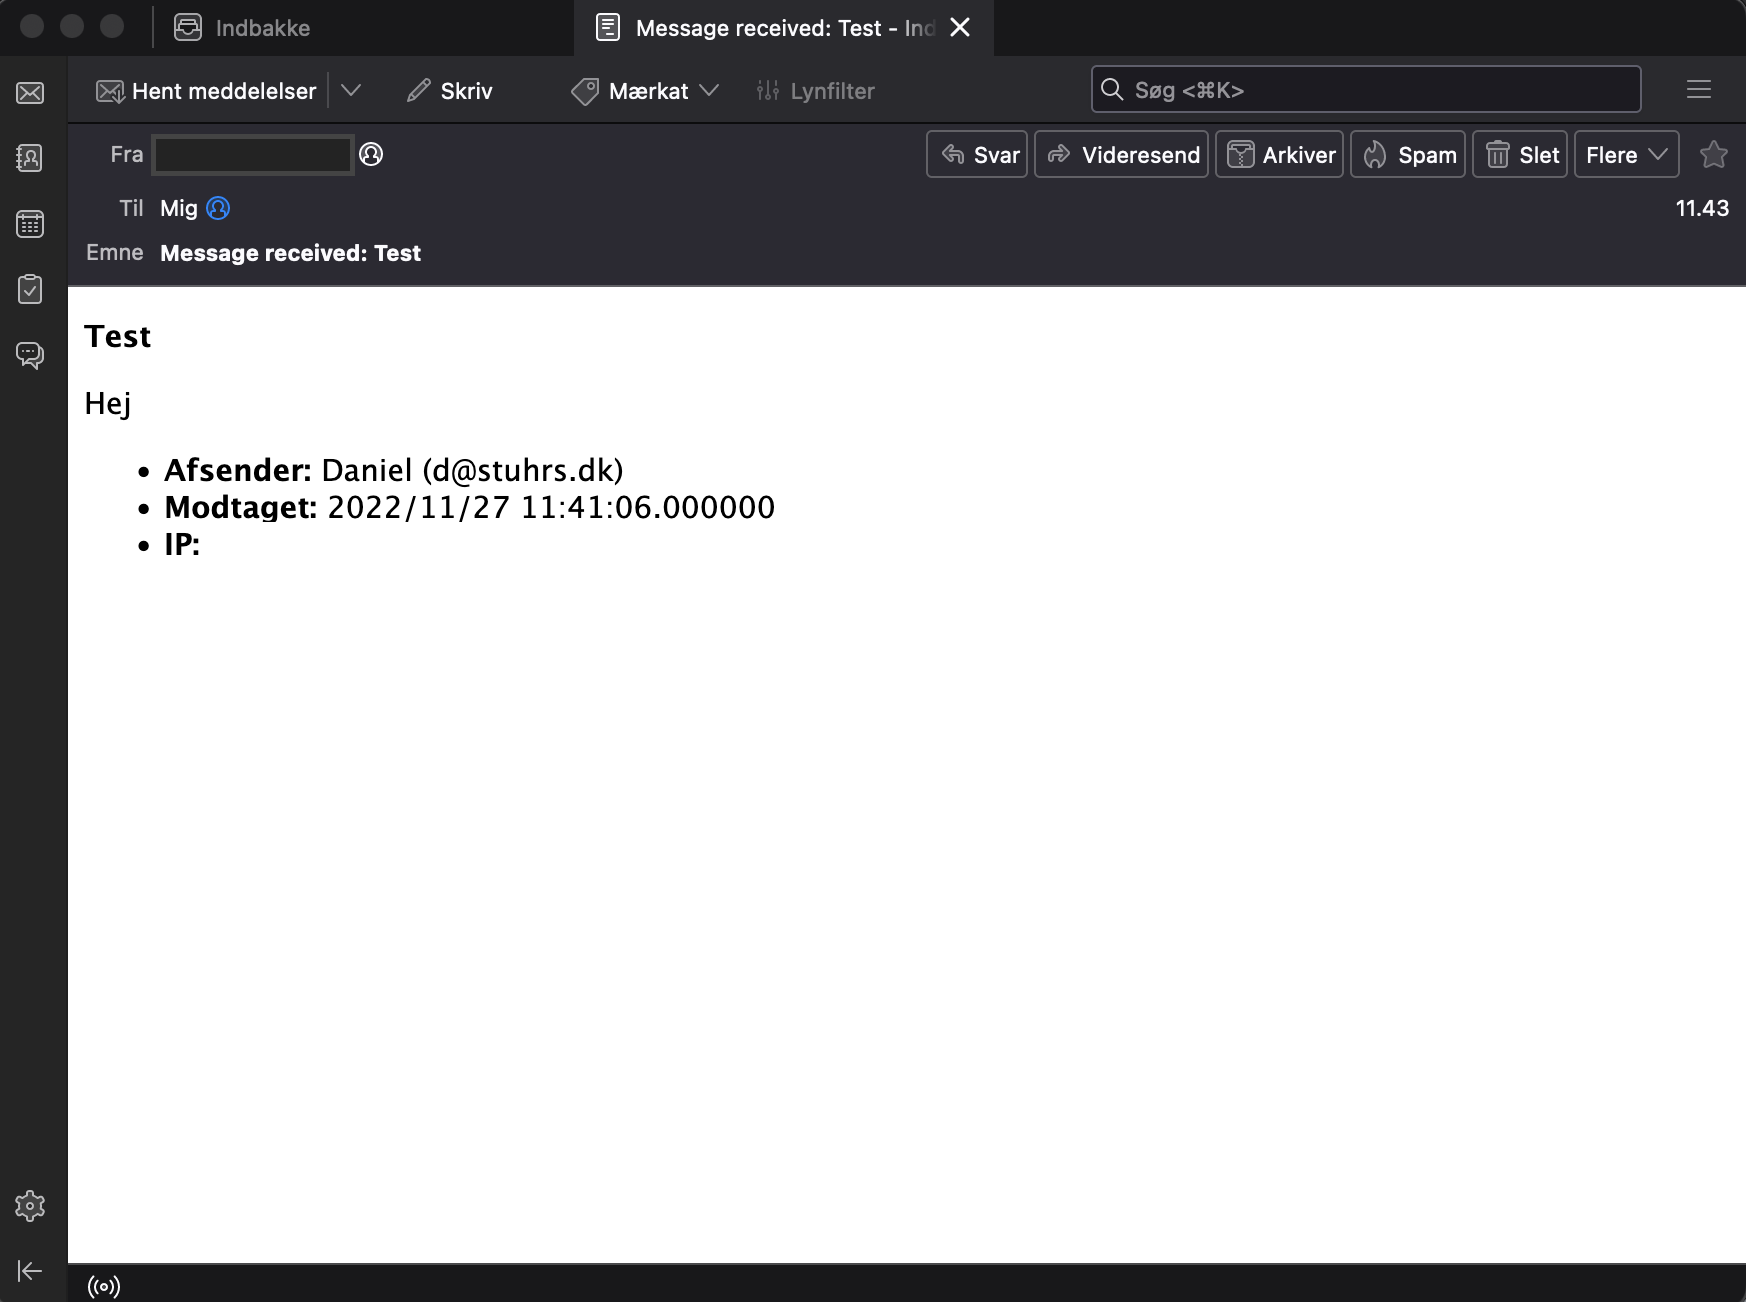 Indbakke
Message received: Test - Ind
Hent meddelelser
Skriv
Mærkat
Lynfilter
Søg <⌘K>
Fra
Svar
Videresend
Arkiver
Spam
Slet
Flere
Til Mig
11.43
Emne Message received: Test
Test
Hej
• Afsender: Daniel (d@stuhrs.dk)
• Modtaget: 2022/11/27 11:41:06.000000
• IP: